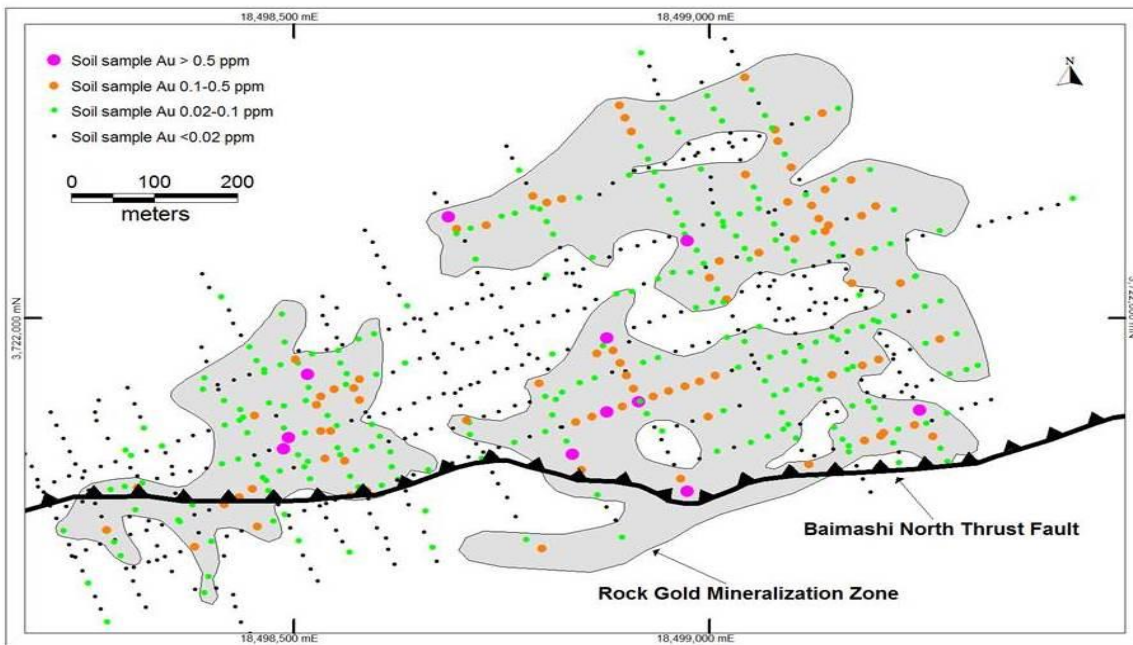 18,498,500 mE
18,499,000 mE
N
Soil sample Au > 0.5 ppm
Soil sample Au 0.1-0.5 ppm
Soil sample Au 0.02-0.1 ppm
Soil sample Au <0.02 ppm
0 100 200
meters
3,722,000 mN
Baimashi North Thrust Fault
Rock Gold Mineralization Zone
18,498,500 mE
18,499,000 mE